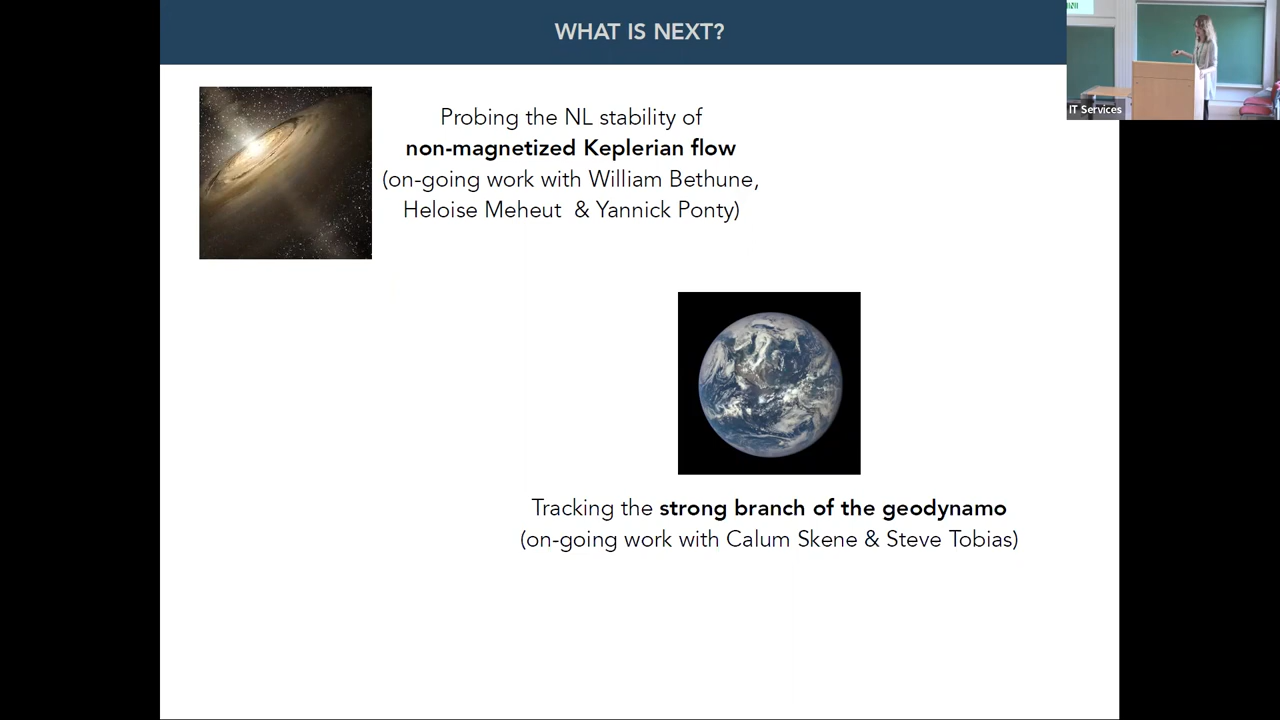 WHAT IS NEXT?
IT Services
Probing the NL stability of
non-magnetized Keplerian flow
(on-going work with William Bethune,
Heloise Meheut & Yannick Ponty)
Tracking the strong branch of the geodynamo
(on-going work with Calum Skene & Steve Tobias)